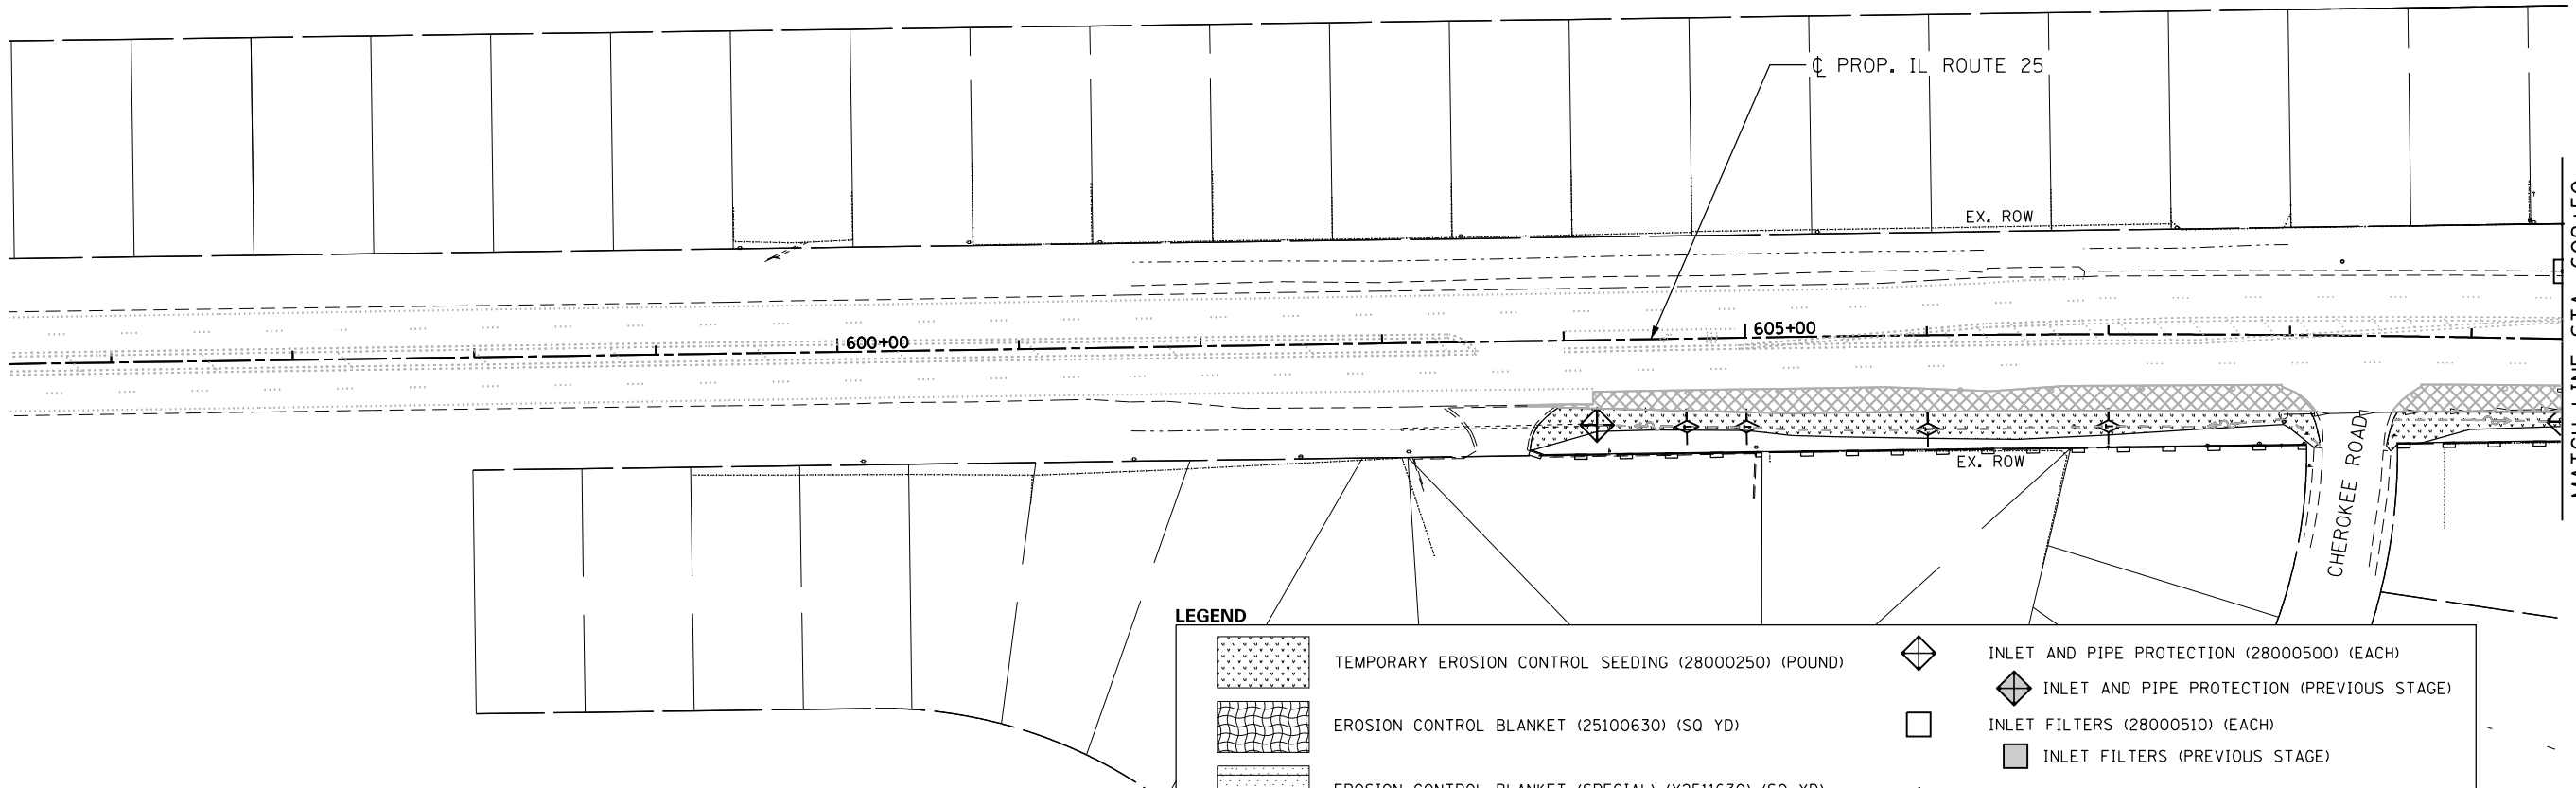 ℄ PROP. IL ROUTE 25
EX. ROW
600+00
605+00
EX. ROW
CHEROKEE ROAD
LEGEND
TEMPORARY EROSION CONTROL SEEDING (28000250) (POUND)
INLET AND PIPE PROTECTION (28000500) (EACH)
INLET AND PIPE PROTECTION (PREVIOUS STAGE)
EROSION CONTROL BLANKET (25100630) (SQ YD)
INLET FILTERS (28000510) (EACH)
INLET FILTERS (PREVIOUS STAGE)